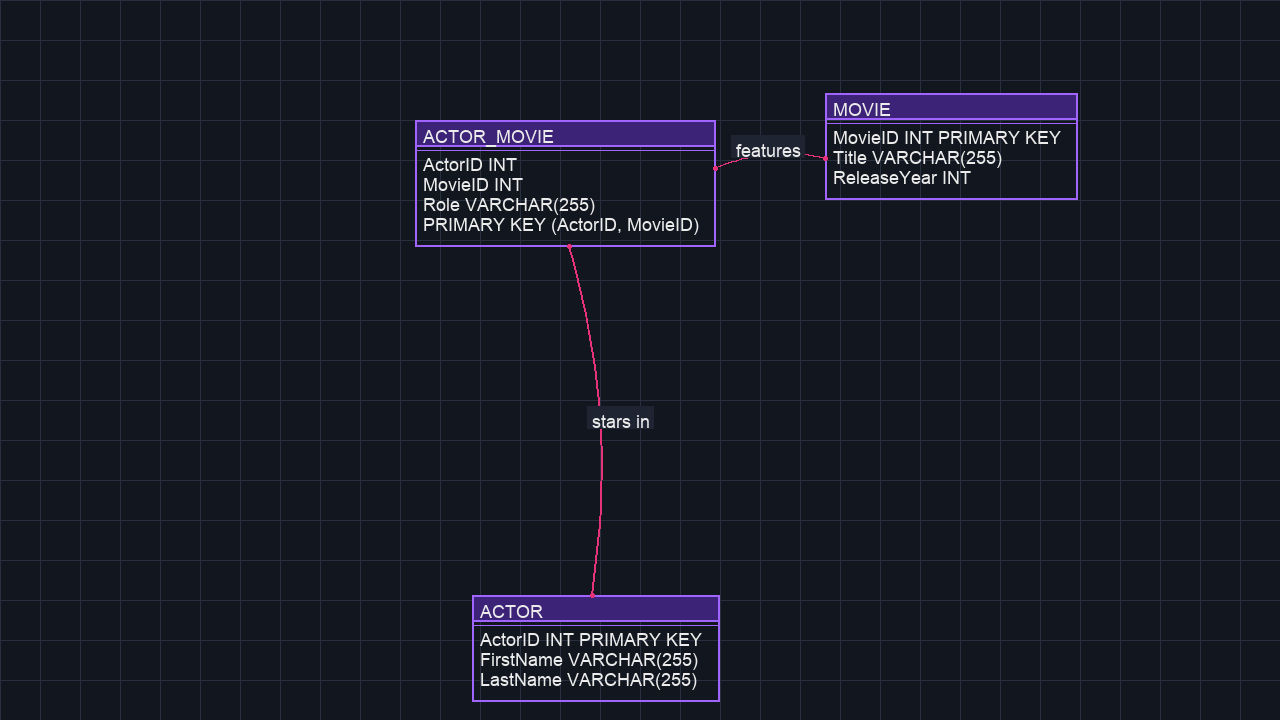 ACTOR_MOVIE
ActorID INT
MovieID INT
Role VARCHAR(255)
PRIMARY KEY (ActorID, MovieID)
features
MOVIE
MovieID INT PRIMARY KEY
Title VARCHAR(255)
ReleaseYear INT
stars in
ACTOR
ActorID INT PRIMARY KEY
FirstName VARCHAR(255)
LastName VARCHAR(255)